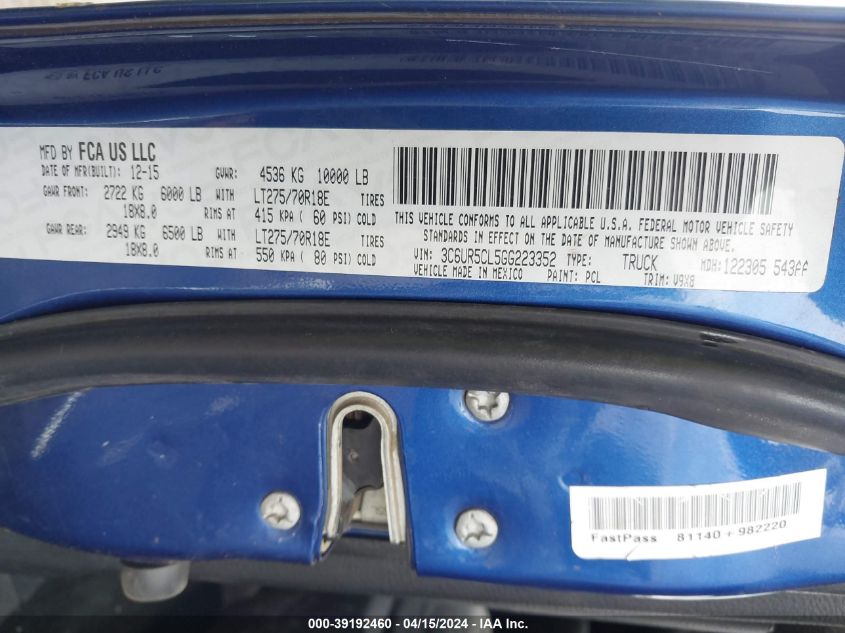 MFD BY FCA US LLC
DATE OF MFR(BUILT): 12-15 GVWR: 4536 KG 10000 LB
GAWR FRONT: 2722 KG 6000 LB WITH LT275/70R18E TIRES
18X8.0 RIMS AT 415 KPA ( 60 PSI) COLD
GAWR REAR: 2949 KG 6500 LB WITH LT275/70R18E TIRES
18X8.0 RIMS AT 550 KPA ( 80 PSI) COLD
THIS VEHICLE CONFORMS TO ALL APPLICABLE U.S.A. FEDERAL MOTOR VEHICLE SAFETY
STANDARDS IN EFFECT ON THE DATE OF MANUFACTURE SHOWN ABOVE.
VIN: 3C6UR5CL5GG223352 TYPE: TRUCK MDH: 122305 543FF
VEHICLE MADE IN MEXICO PAINT: PCL TRIM: V9X8
FastPass 81140 + 982220
000-39192460 - 04/15/2024 - IAA Inc.